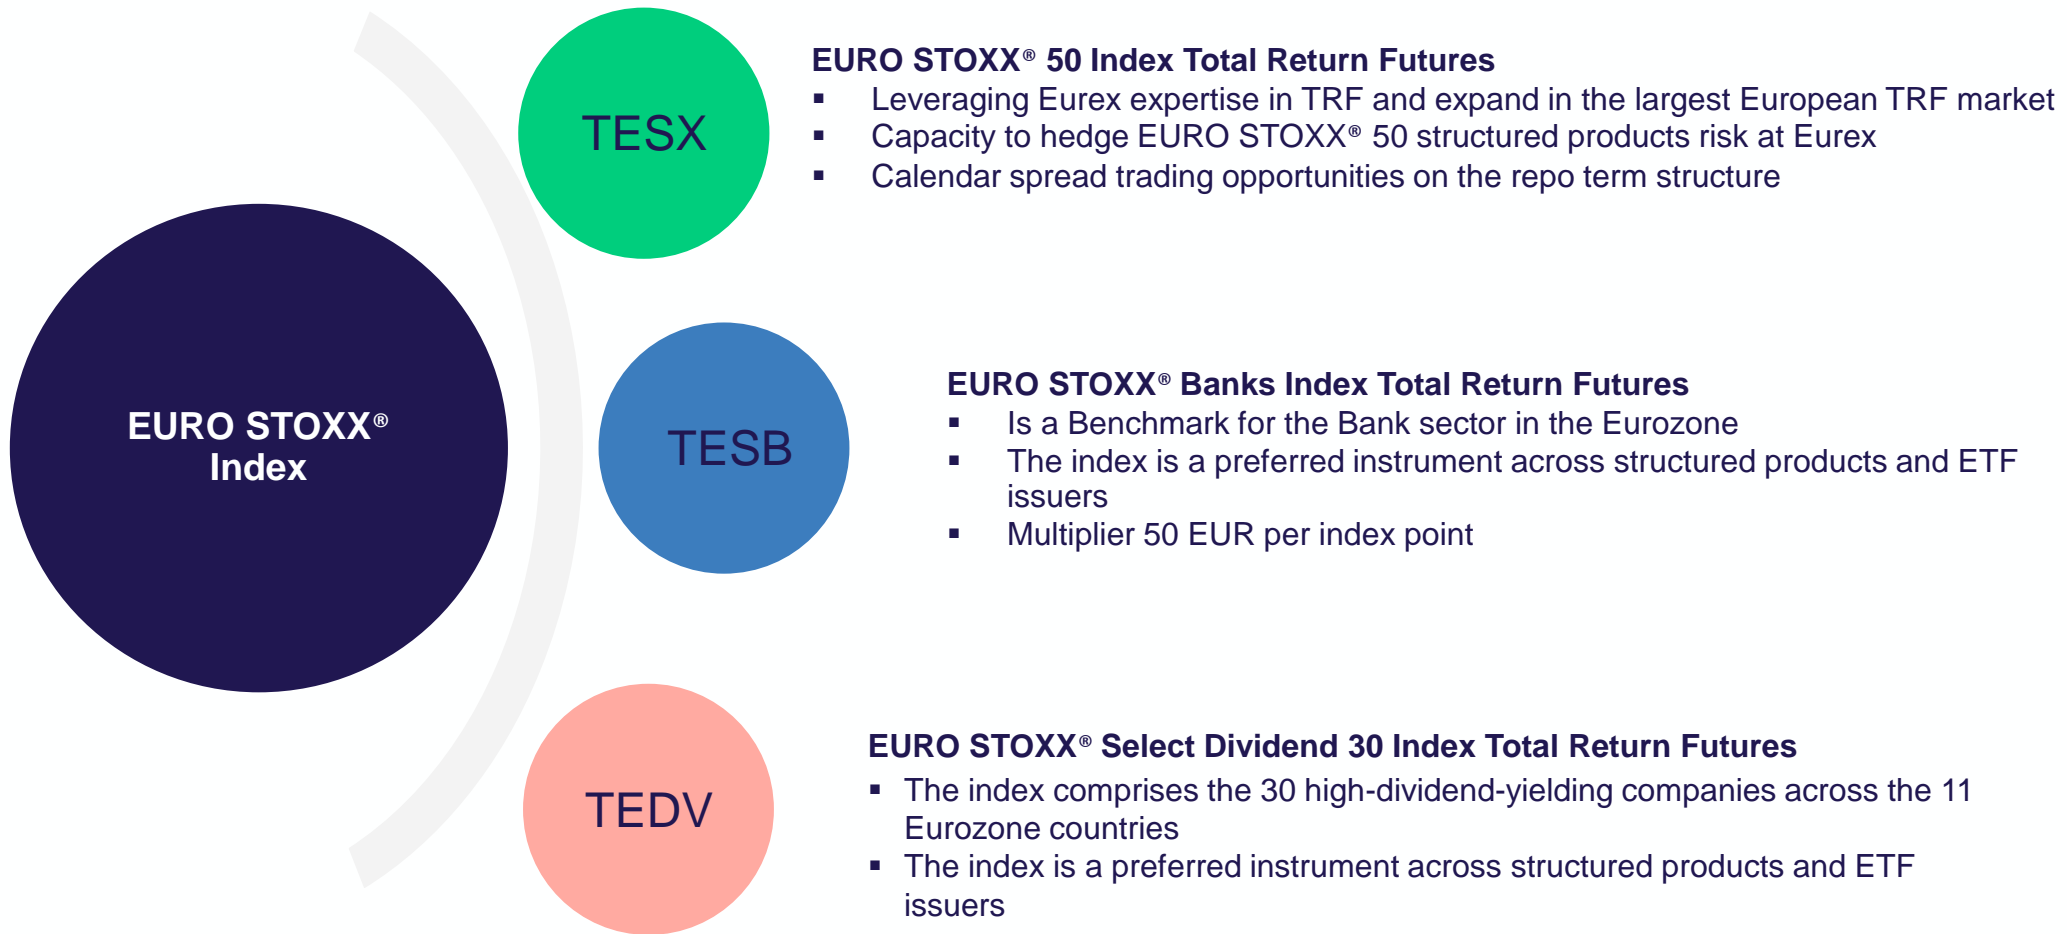 EURO STOXX®
Index
TESX
EURO STOXX® 50 Index Total Return Futures
▪ Leveraging Eurex expertise in TRF and expand in the largest European TRF market
▪ Capacity to hedge EURO STOXX® 50 structured products risk at Eurex
▪ Calendar spread trading opportunities on the repo term structure
TESB
EURO STOXX® Banks Index Total Return Futures
▪ Is a Benchmark for the Bank sector in the Eurozone
▪ The index is a preferred instrument across structured products and ETF
issuers
▪ Multiplier 50 EUR per index point
TEDV
EURO STOXX® Select Dividend 30 Index Total Return Futures
▪ The index comprises the 30 high-dividend-yielding companies across the 11
Eurozone countries
▪ The index is a preferred instrument across structured products and ETF
issuers